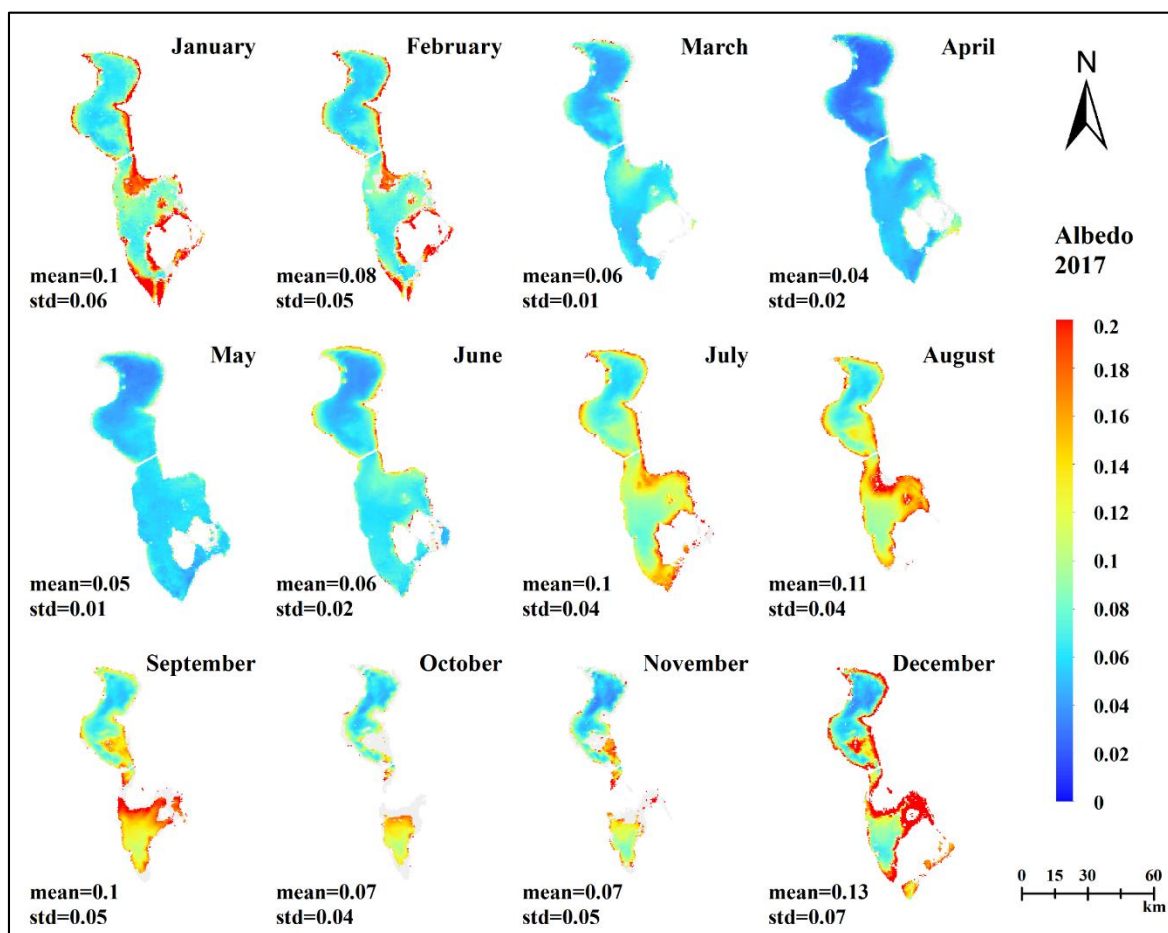 January
February
March
April
N
mean=0.1
std=0.06
mean=0.08
std=0.05
mean=0.06
std=0.01
mean=0.04
std=0.02
Albedo
2017
0.2
0.18
0.16
0.14
0.12
0.1
0.08
0.06
0.04
0.02
0
May
June
July
August
mean=0.05
std=0.01
mean=0.06
std=0.02
mean=0.1
std=0.04
mean=0.11
std=0.04
September
October
November
December
mean=0.1
std=0.05
mean=0.07
std=0.04
mean=0.07
std=0.05
mean=0.13
std=0.07
0 15 30 60
km